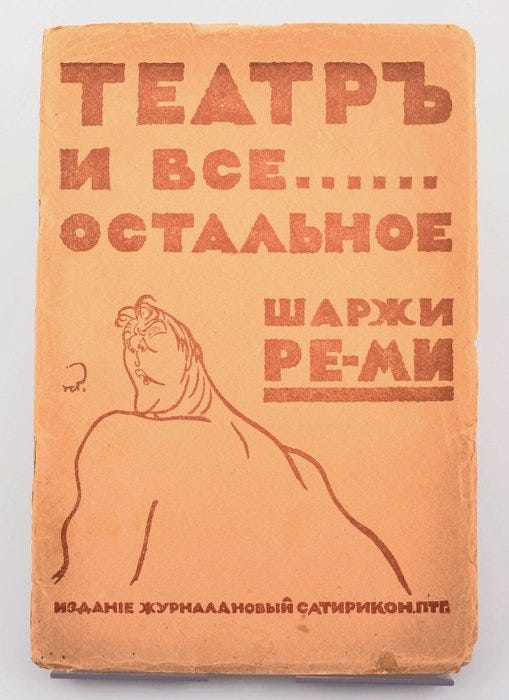 ТЕАТРЪ
И ВСЕ......
ОСТАЛЬНОЕ
ШАРЖИ
РЕ-МИ
ИЗДАНІЕ ЖУРНАЛА НОВЫЙ САТИРИКОН. ПТГ.